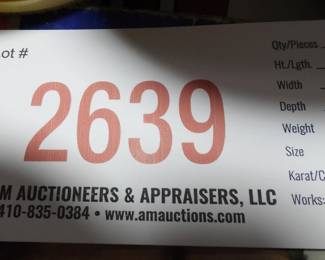 ot #
2639
M AUCTIONEERS & APPRAISERS, LLC
410-835-0384 • www.amauctions.com
Qty/Pieces
Ht./Lgth.
Width
Depth
Weight
Size
Karat/C
Works: